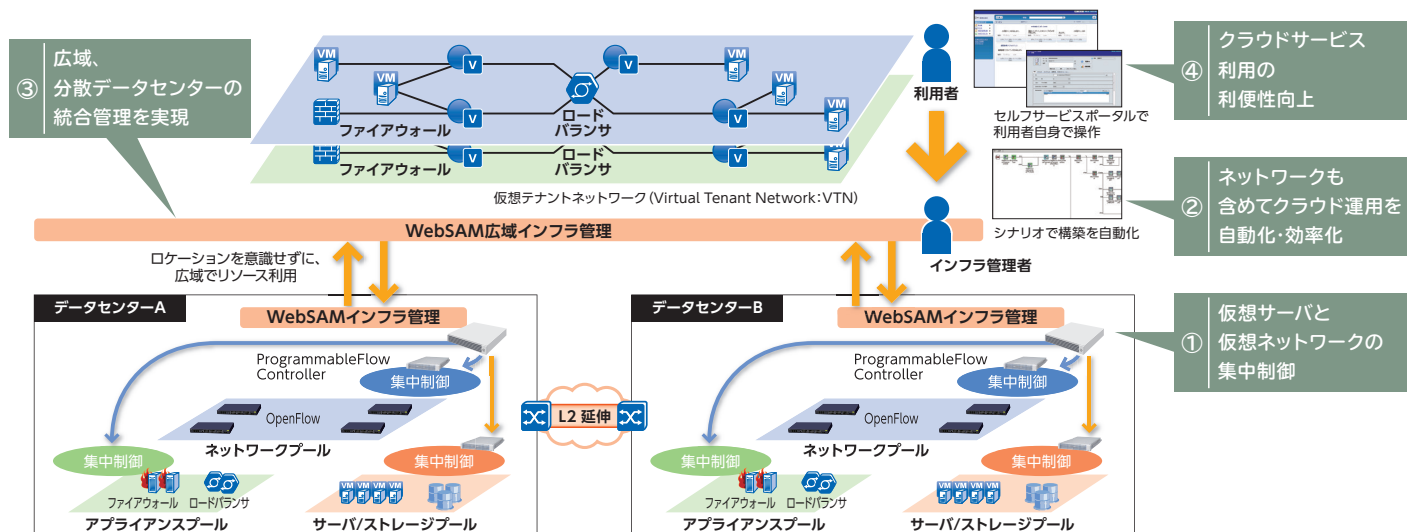 ③
広域、
分散データセンターの
統合管理を実現
VM
VM
V
V
VM
VM
V
V
VM
ファイアウォール
ロード
バランサ
V
V
VM
ファイアウォール
ロード
バランサ
仮想テナントネットワーク(Virtual Tenant Network:VTN)
利用者
セルフサービスポータルで
利用者自身で操作
④
クラウドサービス
利用の
利便性向上
シナリオで構築を自動化
②
ネットワークも
含めてクラウド運用を
自動化・効率化
WebSAM広域インフラ管理
インフラ管理者
ロケーションを意識せずに、
広域でリソース利用
データセンターA
WebSAMインフラ管理
ProgrammableFlow
Controller
集中制御
OpenFlow
ネットワークプール
集中制御
集中制御
ファイアウォール
ロードバランサ
VM VM VM VM
アプライアンスプール
サーバ/ストレージプール
L2 延伸
データセンターB
WebSAMインフラ管理
ProgrammableFlow
Controller
集中制御
OpenFlow
ネットワークプール
集中制御
集中制御
ファイアウォール
ロードバランサ
VM VM VM VM
アプライアンスプール
サーバ/ストレージプール
①
仮想サーバと
仮想ネットワークの
集中制御